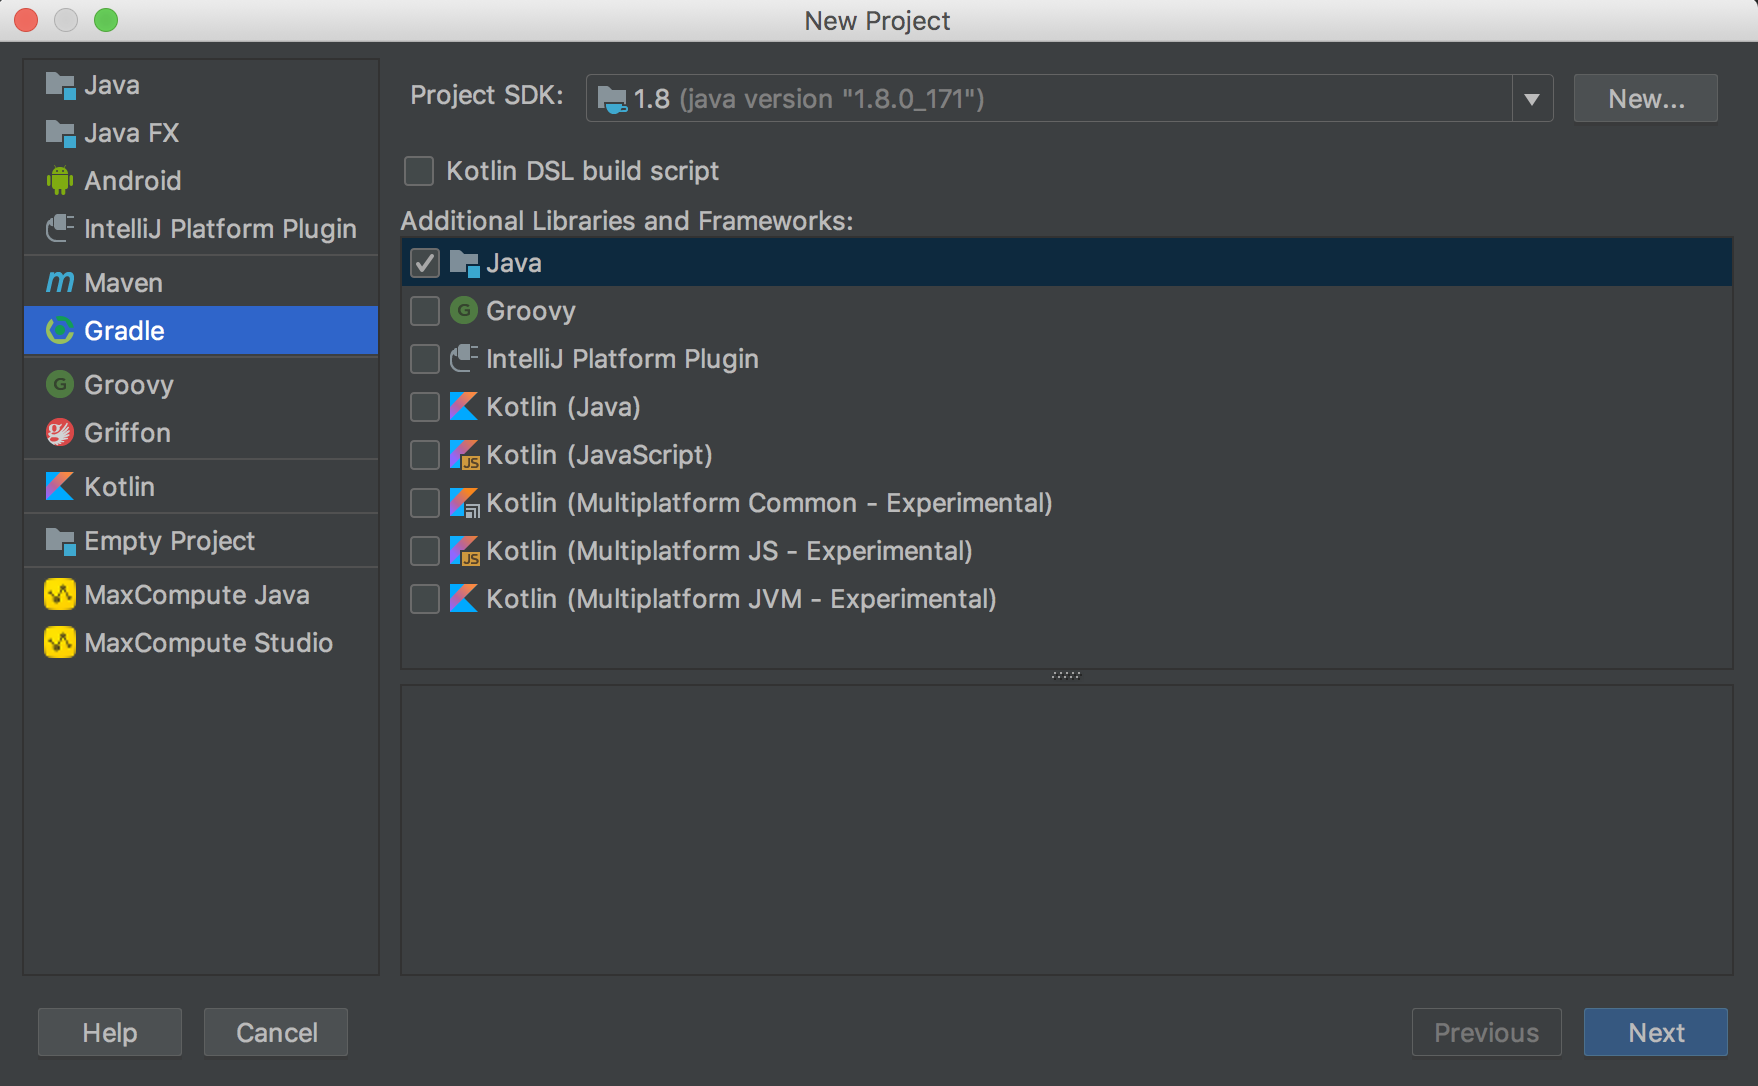 New Project
Java
Java FX
Android
IntelliJ Platform Plugin
Maven
Gradle
Groovy
Griffon
Kotlin
Empty Project
MaxCompute Java
MaxCompute Studio
Project SDK: 1.8 (java version "1.8.0_171") New...
Kotlin DSL build script
Additional Libraries and Frameworks:
Java
Groovy
IntelliJ Platform Plugin
Kotlin (Java)
Kotlin (JavaScript)
Kotlin (Multiplatform Common - Experimental)
Kotlin (Multiplatform JS - Experimental)
Kotlin (Multiplatform JVM - Experimental)
Help Cancel Previous Next